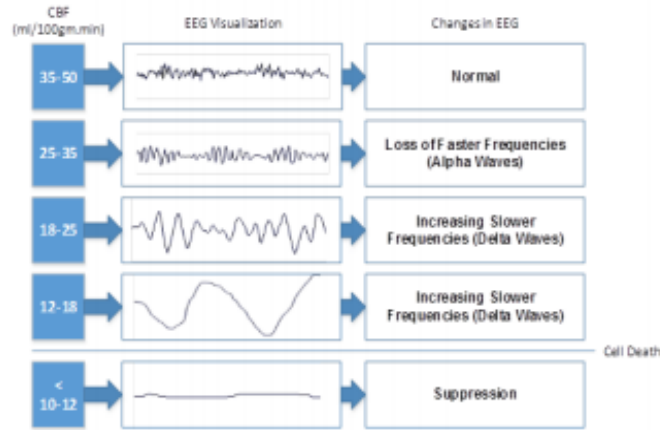 CBF
(ml/100gm.min)
EEG Visualization
Changes in EEG
35-50
Normal
25-35
Loss of Faster Frequencies
(Alpha Waves)
18-25
Increasing Slower
Frequencies (Delta Waves)
12-18
Increasing Slower
Frequencies (Delta Waves)
Cell Death
<
10-12
Suppression